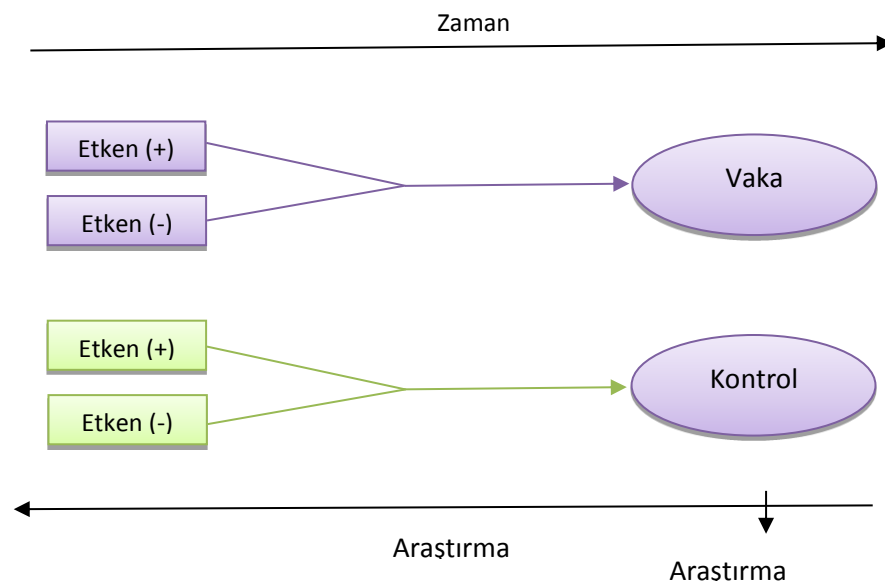 Zaman
Etken (+)
Vaka
Etken (-)
Etken (+)
Kontrol
Etken (-)
Araştırma
Araştırma